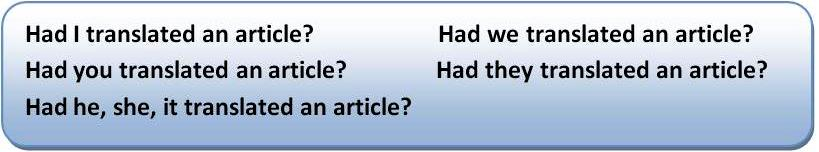 Had I translated an article? Had we translated an article?
Had you translated an article? Had they translated an article?
Had he, she, it translated an article?